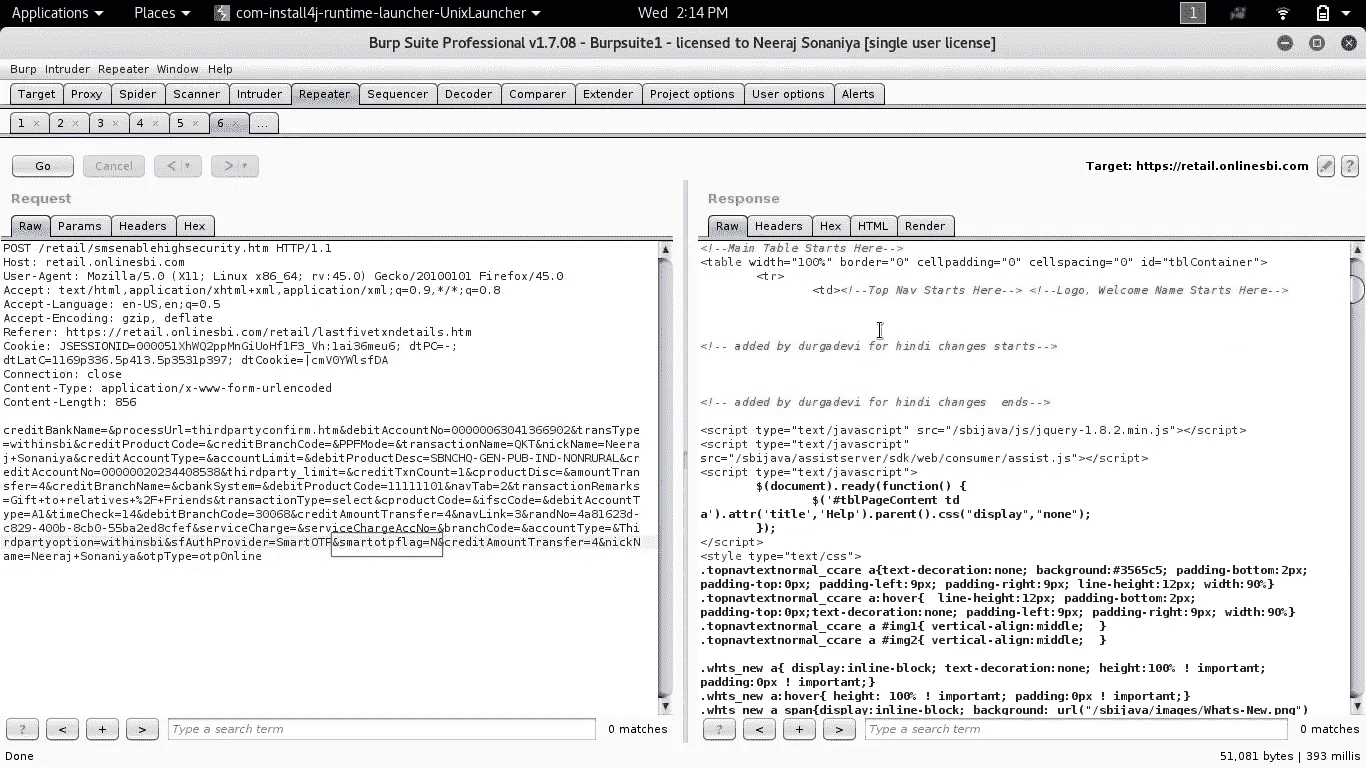 Applications Places com-install4j-runtime-launcher-UnixLauncher Wed 2:14 PM 1
Burp Suite Professional v1.7.08 - Burpsuite1 - licensed to Neeraj Sonaniya [single user license]
Burp Intruder Repeater Window Help
Target Proxy Spider Scanner Intruder Repeater Sequencer Decoder Comparer Extender Project options User options Alerts
1 × 2 × 3 × 4 × 5 × 6 × ...
Go Cancel < > Target: https://retail.onlinesbi.com ?
Request
Raw Params Headers Hex
POST /retail/smsenablehighsecurity.htm HTTP/1.1
Host: retail.onlinesbi.com
User-Agent: Mozilla/5.0 (X11; Linux x86_64; rv:45.0) Gecko/20100101 Firefox/45.0
Accept: text/html,application/xhtml+xml,application/xml;q=0.9,*/*;q=0.8
Accept-Language: en-US,en;q=0.5
Accept-Encoding: gzip, deflate
Referer: https://retail.onlinesbi.com/retail/lastfivetxndetails.htm
Cookie: JSESSIONID=000051XhWQ2ppMnGiUoHf1F3_Vh:1ai36meu6; dtPC=-;
dtLatC=1169p336.5p413.5p3531p397; dtCookie=|cmV0YWlsfDA
Connection: close
Content-Type: application/x-www-form-urlencoded
Content-Length: 856
creditBankName=&processUrl=thirdpartyconfirm.htm&debitAccountNo=00000063041366902&transType
=withinsbi&creditProductCode=&creditBranchCode=&PPFMode=&transactionName=QKT&nickName=Neera
j+Sonaniya&creditAccountType=&accountLimit=&debitProductDesc=SBNCHQ-GEN-PUB-IND-NONRURAL&cr
editAccountNo=00000020234408538&thirdparty_limit=&creditTxnCount=1&cproductDisc=&amountTran
sfer=4&creditBranchName=&cbankSystem=&debitProductCode=11111101&navTab=2&transactionRemarks
=Gift+to+relatives+%2F+Friends&transactionType=select&cproductCode=&ifscCode=&debitAccountT
ype=A1&timeCheck=14&debitBranchCode=30068&creditAmountTransfer=4&navLink=3&randNo=4a81623d-
c829-400b-8cb0-55ba2ed8cfef&serviceCharge=&serviceChargeAccNo=&branchCode=&accountType=&Thi
rdpartyoption=withinsbi&sfAuthProvider=SmartOTP&smartotpflag=N&creditAmountTransfer=4&nickN
ame=Neeraj+Sonaniya&otpType=otpOnline
? < + > Type a search term 0 matches
Response
Raw Headers Hex HTML Render
<!--Main Table Starts Here-->
<table width="100%" border="0" cellpadding="0" cellspacing="0" id="tblContainer">
<tr>
<td><!--Top Nav Starts Here--> <!--Logo, Welcome Name Starts Here-->
<!-- added by durgadevi for hindi changes starts-->
<!-- added by durgadevi for hindi changes  ends-->
<script type="text/javascript" src="/sbijava/js/jquery-1.8.2.min.js"></script>
<script type="text/javascript"
src="/sbijava/assistserver/sdk/web/consumer/assist.js"></script>
<script type="text/javascript">
$(document).ready(function() {
$('#tblPageContent td
a').attr('title','Help').parent().css("display","none");
});
</script>
<style type="text/css">
.topnavtextnormal_ccare a{text-decoration:none; background:#3565c5; padding-bottom:2px;
padding-top:0px; padding-left:9px; padding-right:9px; line-height:12px; width:90%}
.topnavtextnormal_ccare a:hover{  line-height:12px; padding-bottom:2px;
padding-top:0px;text-decoration:none; padding-left:9px; padding-right:9px; width:90%}
.topnavtextnormal_ccare a #img1{ vertical-align:middle;  }
.topnavtextnormal_ccare a #img2{ vertical-align:middle;  }
.whts_new a{ display:inline-block; text-decoration:none; height:100% ! important;
padding:0px ! important;}
.whts_new a:hover{ height: 100% ! important; padding:0px ! important;}
.whts_new a span{display:inline-block; background: url("/sbijava/images/Whats-New.png")
? < + > Type a search term 0 matches
Done 51,081 bytes | 393 millis